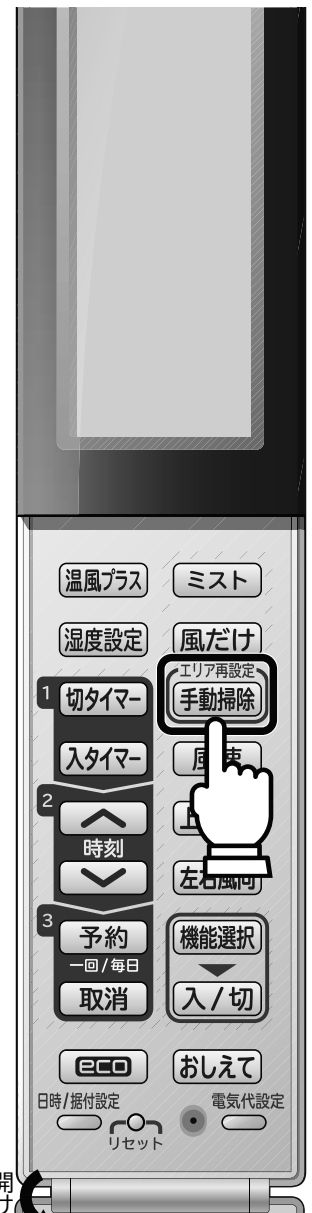 温風プラス
ミスト
湿度設定
風だけ
エリア再設定
1
切タイマー
手動掃除
入タイマー
2
時刻
左右風向
3
予約
一回/毎日
取消
機能選択
入/切
eco
おしえて
日時/据付設定
リセット
電気代設定
開
け